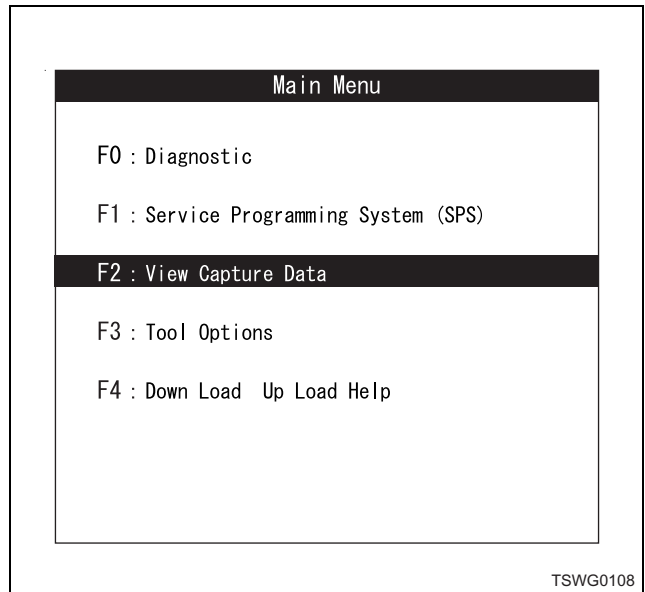 Main Menu
F0 : Diagnostic
F1 : Service Programming System (SPS)
F2 : View Capture Data
F3 : Tool Options
F4 : Down Load Up Load Help
TSWG0108